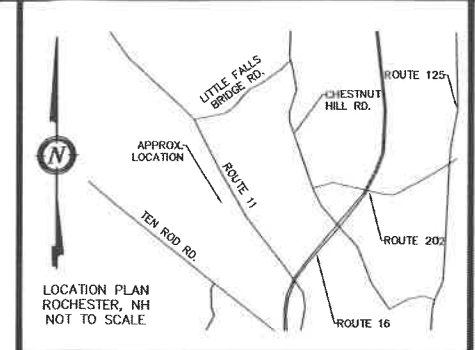 ROUTE 125
LITTLE FALLS
BRIDGE RD.
CHESTNUT
HILL RD.
APPROX.
LOCATION
N
ROUTE 11
TEN ROD RD.
ROUTE 202
LOCATION PLAN
ROCHESTER, NH
NOT TO SCALE
ROUTE 16